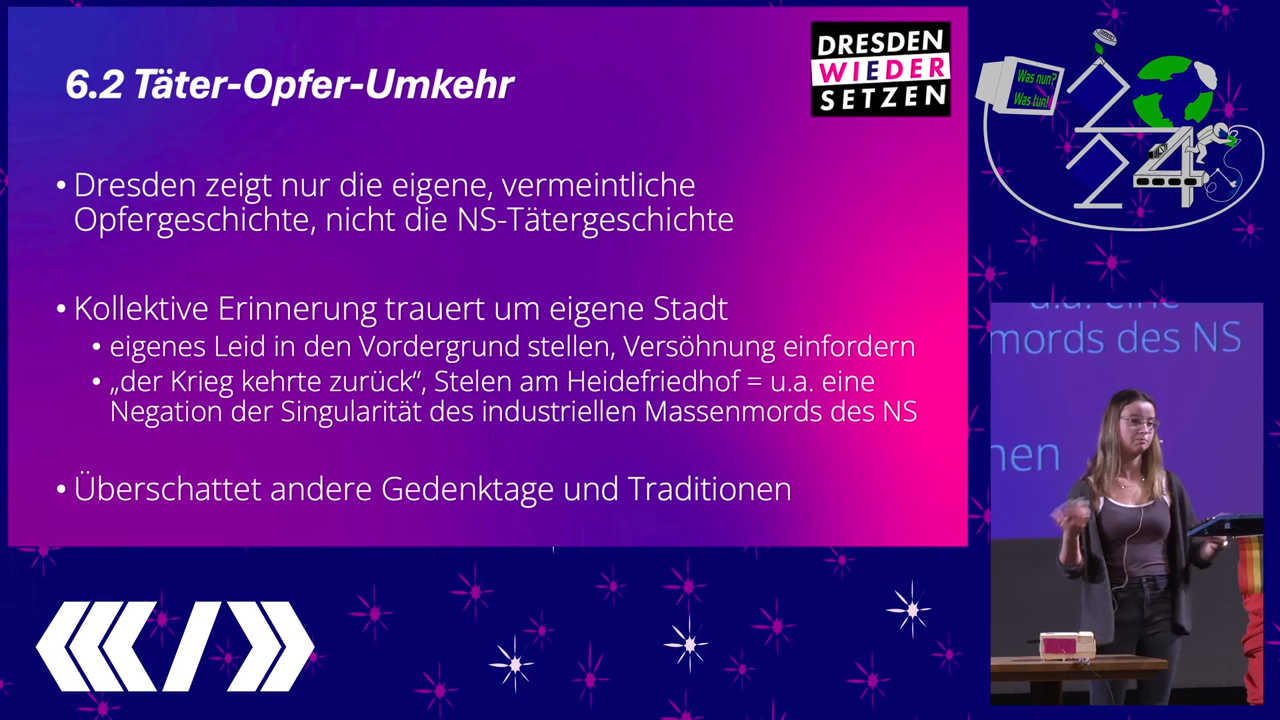 6.2 Täter-Opfer-Umkehr
DRESDEN
WIEDER
SETZEN
• Dresden zeigt nur die eigene, vermeintliche
Opfergeschichte, nicht die NS-Tätergeschichte
• Kollektive Erinnerung trauert um eigene Stadt
• eigenes Leid in den Vordergrund stellen, Versöhnung einfordern
• „der Krieg kehrte zurück“, Stelen am Heidefriedhof = u.a. eine
Negation der Singularität des industriellen Massenmords des NS
• Überschattet andere Gedenktage und Traditionen
Was nun?
Was tun!
2
24
u.a. eine
mords des NS
nen